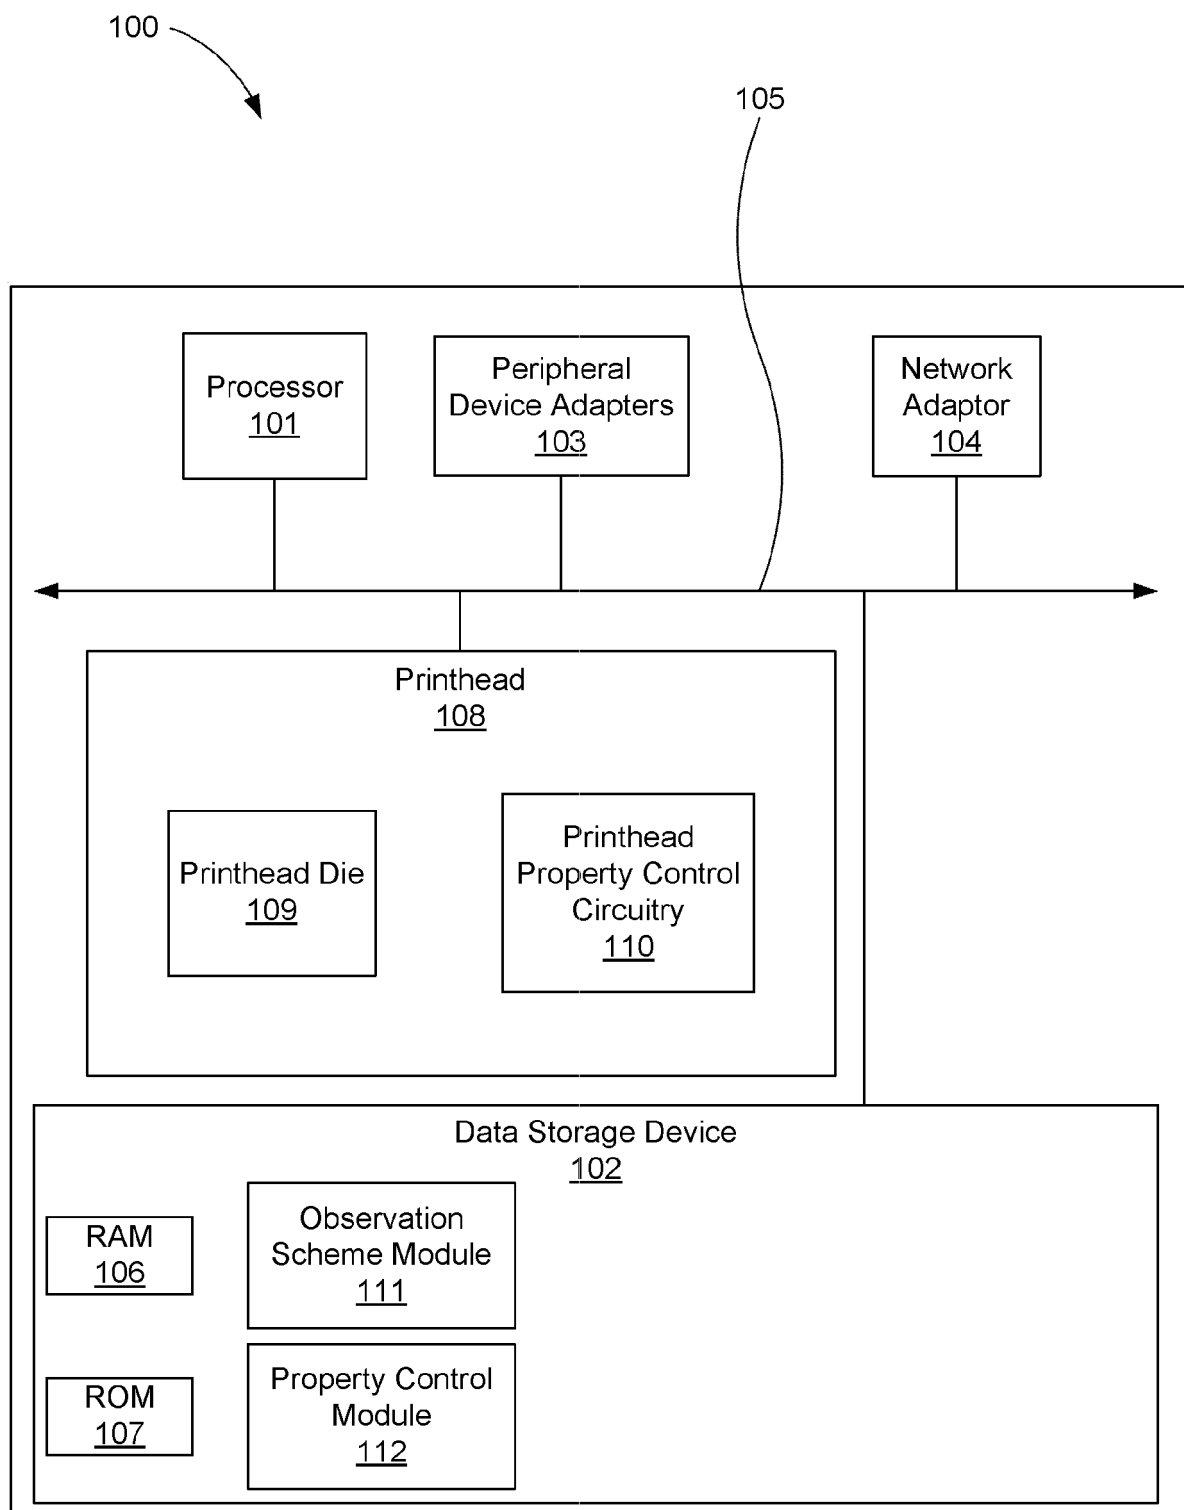 100
105
Processor
101
Peripheral
Device Adapters
103
Network
Adaptor
104
Printhead
108
Printhead Die
109
Printhead
Property Control
Circuitry
110
Data Storage Device
102
RAM
106
Observation
Scheme Module
111
ROM
107
Property Control
Module
112